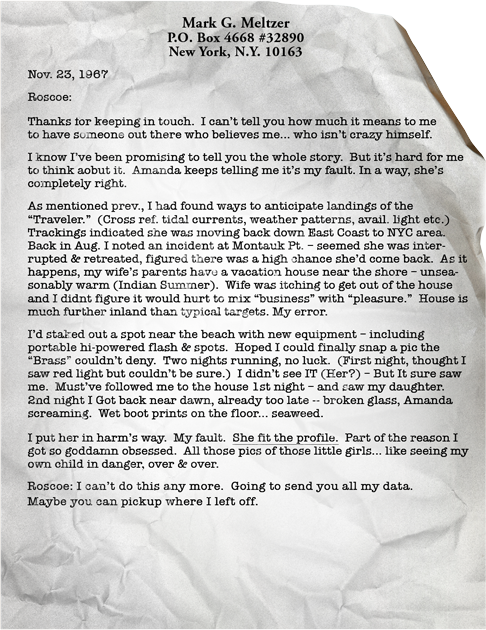 Mark G. Meltzer
P.O. Box 4668 #32890
New York, N.Y. 10163
Nov. 23, 1967
Roscoe:
Thanks for keeping in touch.  I can't tell you how much it means to me
to have someone out there who believes me... who isn't crazy himself.
I know I've been promising to tell you the whole story.  But it's hard for me
to think aobut it.  Amanda keeps telling me it's my fault. In a way, she's
completely right.
As mentioned prev., I had found ways to anticipate landings of the
“Traveler.”  (Cross ref. tidal currents, weather patterns, avail. light etc.)
Trackings indicated she was moving back down East Coast to NYC area.
Back in Aug. I noted an incident at Montauk Pt. – seemed she was inter-
rupted & retreated, figured there was a high chance she'd come back.  As it
happens, my wife's parents have a vacation house near the shore – unsea-
sonably warm (Indian Summer).  Wife was itching to get out of the house
and I didnt figure it would hurt to mix “business” with “pleasure.”  House is
much further inland than typical targets. My error.
I'd staked out a spot near the beach with new equipment – including
portable hi-powered flash & spots.  Hoped I could finally snap a pic the
“Brass” couldn't deny.  Two nights running, no luck.  (First night, thought I
saw red light but couldn't be sure.)  I didn't see IT (Her?) – But It sure saw
me.  Must've followed me to the house 1st night – and saw my daughter.
2nd night I Got back near dawn, already too late -- broken glass, Amanda
screaming.  Wet boot prints on the floor... seaweed.
I put her in harm's way.  My fault.  She fit the profile.  Part of the reason I
got so goddamn obsessed.  All those pics of those little girls... like seeing my
own child in danger, over & over.
Roscoe: I can't do this any more.  Going to send you all my data.
Maybe you can pickup where I left off.